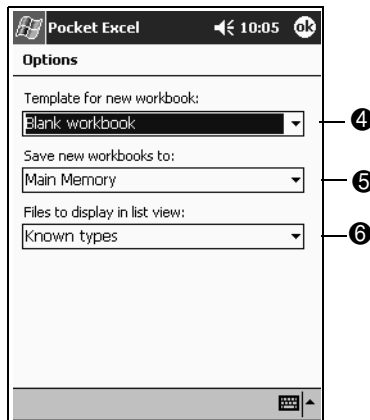 Pocket Excel 10:05 ok
Options
Template for new workbook:
Blank workbook
4
Save new workbooks to:
Main Memory
5
Files to display in list view:
Known types
6